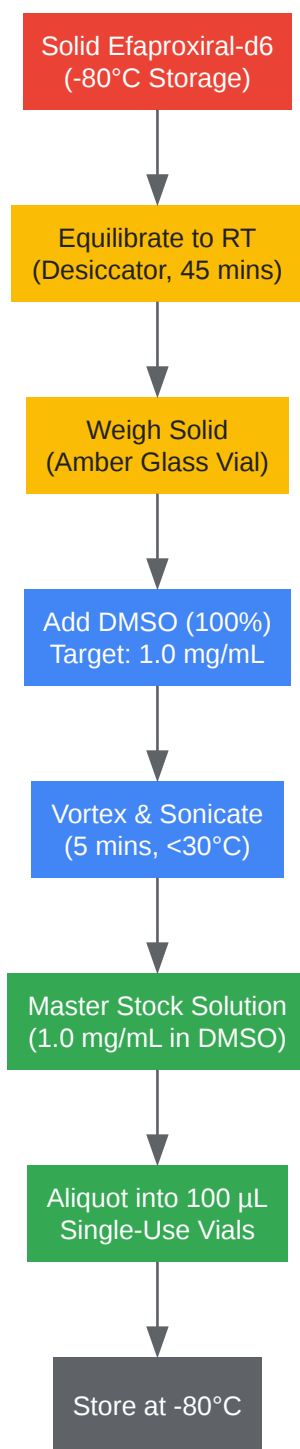 Solid Efaproxiral-d6
(-80°C Storage)
Equilibrate to RT
(Desiccator, 45 mins)
Weigh Solid
(Amber Glass Vial)
Add DMSO (100%)
Target: 1.0 mg/mL
Vortex & Sonicate
(5 mins, <30°C)
Master Stock Solution
(1.0 mg/mL in DMSO)
Aliquot into 100 µL
Single-Use Vials
Store at -80°C